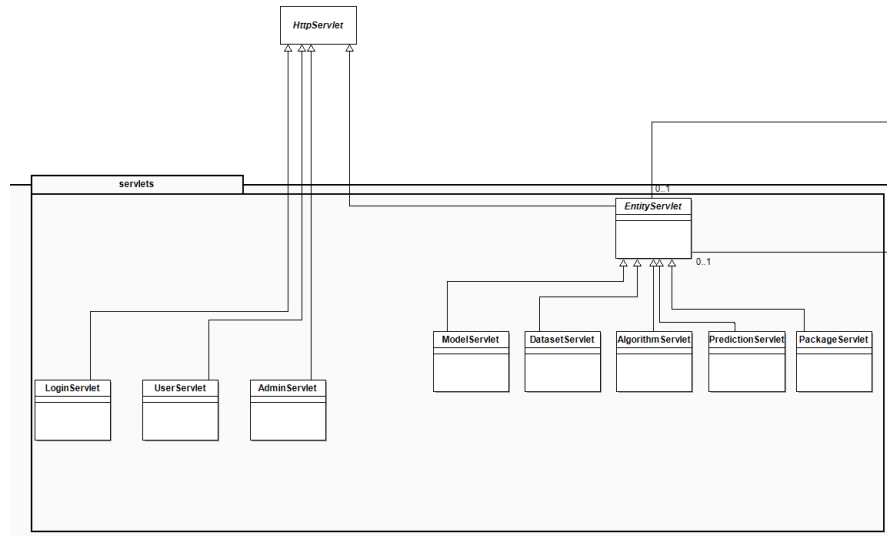 HttpServlet
servlets
0..1
EntityServlet
0..1
ModelServlet
DatasetServlet
AlgorithmServlet
PredictionServlet
PackageServlet
LoginServlet
UserServlet
AdminServlet